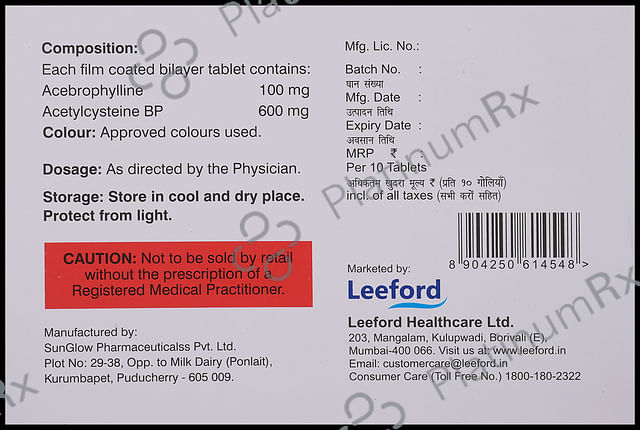 Composition:
Each film coated bilayer tablet contains:
Acebrophylline 100 mg
Acetylcysteine BP 600 mg
Colour: Approved colours used.
Dosage: As directed by the Physician.
Storage: Store in cool and dry place.
Protect from light.
CAUTION: Not to be sold by retail
without the prescription of a
Registered Medical Practitioner.
Manufactured by:
SunGlow Pharmaceuticalss Pvt. Ltd.
Plot No: 29-38, Opp. to Milk Dairy (Ponlait),
Kurumbapet, Puducherry - 605 009.
Mfg. Lic. No.:
Batch No. :
घान संख्या
Mfg. Date :
उत्पादन तिथि
Expiry Date :
अवसान तिथि
MRP ₹ :
Per 10 Tablets
अधिकतम खुदरा मूल्य ₹ (प्रति १० गोलियाँ)
incl. of all taxes (सभी करों सहित)
8 904250 614548 >
Marketed by:
Leeford
Leeford Healthcare Ltd.
203, Mangalam, Kulupwadi, Borivali (E),
Mumbai-400 066. Visit us at www.leeford.in
Email: customercare@leeford.in
Consumer Care (Toll Free No.) 1800-180-2322
PlatinumRx
PlatinumRx